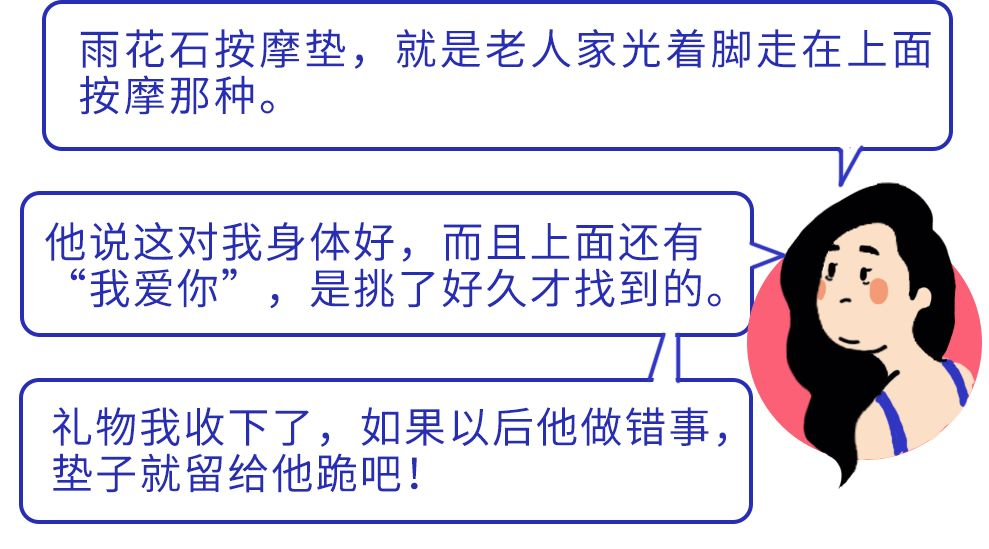 雨花石按摩垫，就是老人家光着脚走在上面
按摩那种。
他说这对我身体好，而且上面还有
“我爱你”，是挑了好久才找到的。
礼物我收下了，如果以后他做错事，
垫子就留给他跪吧！